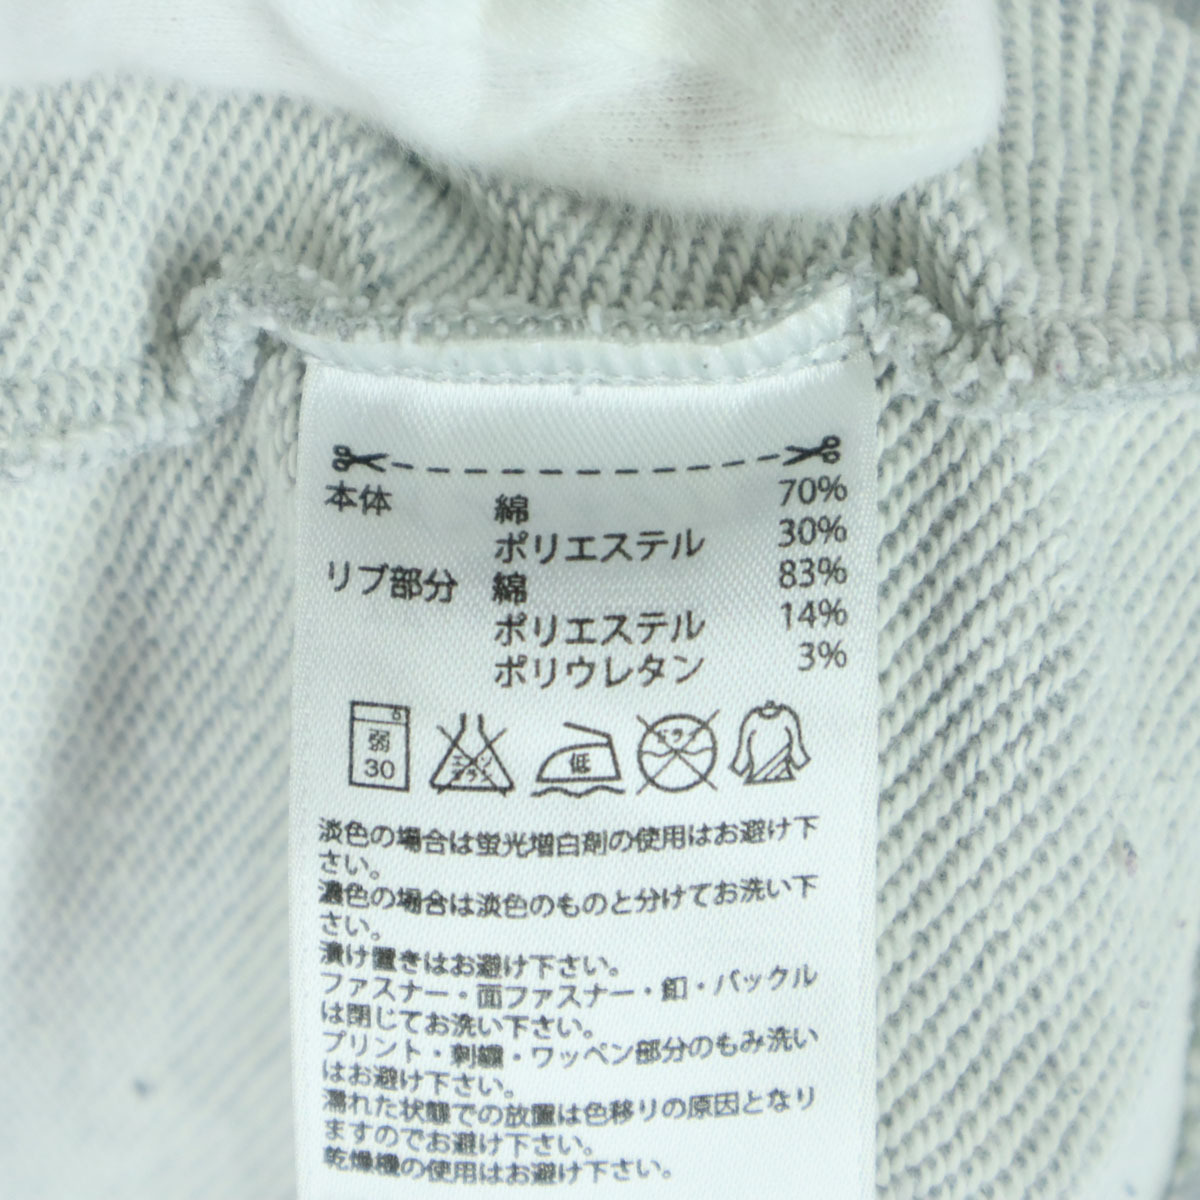 本体 綿 70%
ポリエステル 30%
リブ部分 綿 83%
ポリエステル 14%
ポリウレタン 3%
弱 30 エンソ サラシ 低 ドライ
淡色の場合は蛍光増白剤の使用はお避け下
さい。
濃色の場合は淡色のものと分けてお洗い下
さい。
漬け置きはお避け下さい。
ファスナー・面ファスナー・釦・バックル
は閉じてお洗い下さい。
プリント・刺繍・ワッペン部分のもみ洗い
はお避け下さい。
濡れた状態での放置は色移りの原因となり
ますのでお避け下さい。
乾燥機の使用はお避け下さい。